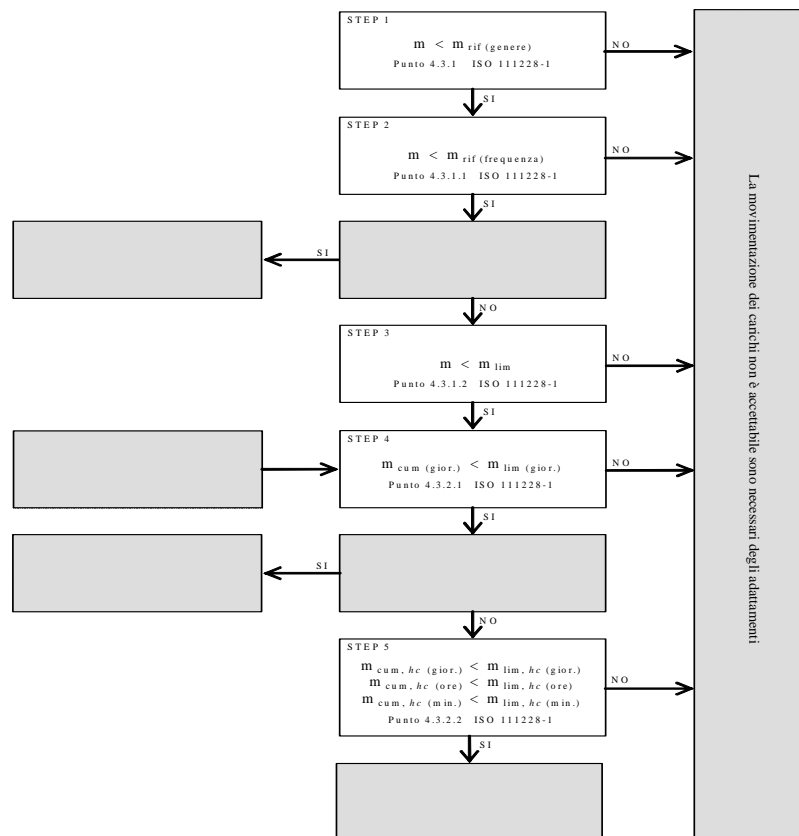 STEP 1
m < m rif (genere)
Punto 4.3.1 ISO 111228-1
NO
SI
STEP 2
m < m rif(frequenza)
Punto 4.3.1.1 ISO 111228-1
NO
SI
SI
NO
STEP 3
m < m lim
Punto 4.3.1.2 ISO 111228-1
NO
SI
STEP 4
m cum (gior.) < m lim (gior.)
Punto 4.3.2.1 ISO 111228-1
NO
SI
SI
NO
STEP 5
m cum, hc (gior.) < m lim, hc (gior.)
m cum, hc (ore) < m lim, hc (ore)
m cum, hc (min.) < m lim, hc (min.)
Punto 4.3.2.2 ISO 111228-1
NO
SI
La movimentazione dei carichi non è accettabile sono necessari degli adattamenti